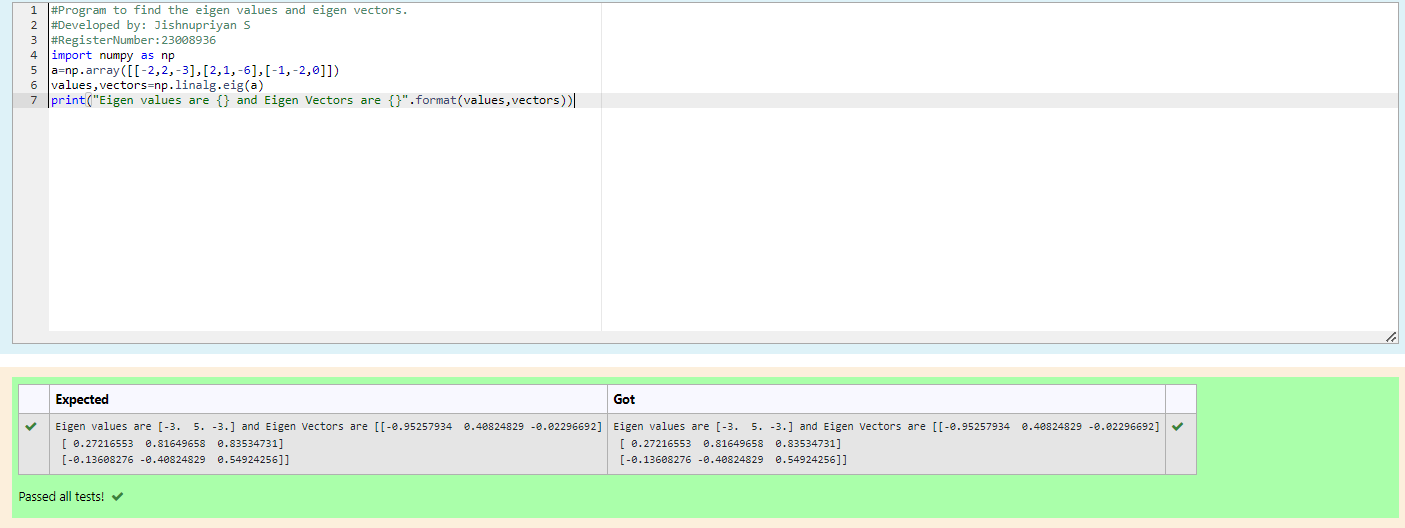 1 #Program to find the eigen values and eigen vectors.
2 #Developed by: Jishnupriyan S
3 #RegisterNumber:23008936
4 import numpy as np
5 a=np.array([[-2,2,-3],[2,1,-6],[-1,-2,0]])
6 values,vectors=np.linalg.eig(a)
7 print("Eigen values are {} and Eigen Vectors are {}".format(values,vectors))
Expected Got
Eigen values are [-3.  5. -3.] and Eigen Vectors are [[-0.95257934  0.40824829 -0.02296692] Eigen values are [-3.  5. -3.] and Eigen Vectors are [[-0.95257934  0.40824829 -0.02296692]
[ 0.27216553  0.81649658  0.83534731] [ 0.27216553  0.81649658  0.83534731]
[-0.13608276 -0.40824829  0.54924256]] [-0.13608276 -0.40824829  0.54924256]]
Passed all tests!